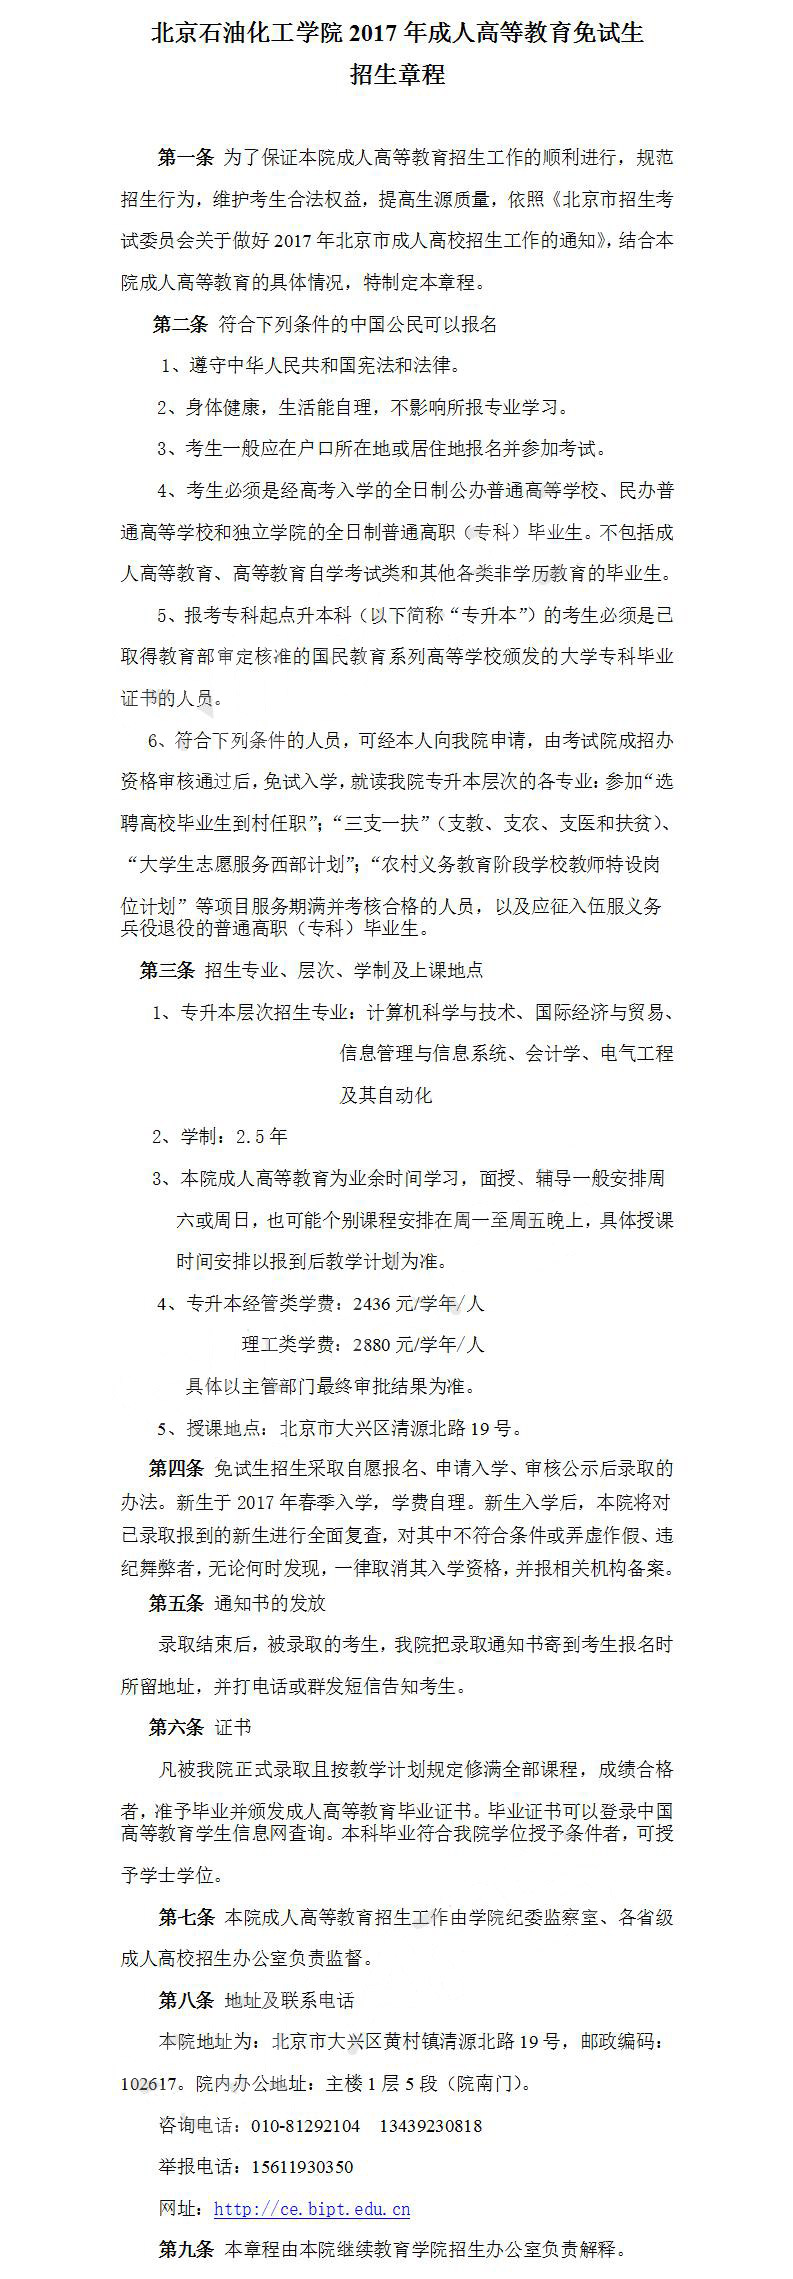 北京石油化工学院 2017 年成人高等教育免试生
招生章程
第一条 为了保证本院成人高等教育招生工作的顺利进行，规范
招生行为，维护考生合法权益，提高生源质量，依照《北京市招生考
试委员会关于做好 2017 年北京市成人高校招生工作的通知》，结合本
院成人高等教育的具体情况，特制定本章程。
第二条 符合下列条件的中国公民可以报名
1、遵守中华人民共和国宪法和法律。
2、身体健康，生活能自理，不影响所报专业学习。
3、考生一般应在户口所在地或居住地报名并参加考试。
4、考生必须是经高考入学的全日制公办普通高等学校、民办普
通高等学校和独立学院的全日制普通高职（专科）毕业生。不包括成
人高等教育、高等教育自学考试类和其他各类非学历教育的毕业生。
5、报考专科起点升本科（以下简称“专升本”）的考生必须是已
取得教育部审定核准的国民教育系列高等学校颁发的大学专科毕业
证书的人员。
6、符合下列条件的人员，可经本人向我院申请，由考试院成招办
资格审核通过后，免试入学，就读我院专升本层次的各专业：参加“选
聘高校毕业生到村任职”；“三支一扶”（支教、支农、支医和扶贫）、
“大学生志愿服务西部计划”；“农村义务教育阶段学校教师特设岗
位计划”等项目服务期满并考核合格的人员，以及应征入伍服义务
兵役退役的普通高职（专科）毕业生。
第三条 招生专业、层次、学制及上课地点
1、专升本层次招生专业：计算机科学与技术、国际经济与贸易、
信息管理与信息系统、会计学、电气工程
及其自动化
2、学制：2.5 年
3、本院成人高等教育为业余时间学习，面授、辅导一般安排周
六或周日，也可能个别课程安排在周一至周五晚上，具体授课
时间安排以报到后教学计划为准。
4、专升本经管类学费：2436 元/学年/人
理工类学费：2880 元/学年/人
具体以主管部门最终审批结果为准。
5、授课地点：北京市大兴区清源北路 19 号。
第四条 免试生招生采取自愿报名、申请入学、审核公示后录取的
办法。新生于 2017 年春季入学，学费自理。新生入学后，本院将对
已录取报到的新生进行全面复查，对其中不符合条件或弄虚作假、违
纪舞弊者，无论何时发现，一律取消其入学资格，并报相关机构备案。
第五条 通知书的发放
录取结束后，被录取的考生，我院把录取通知书寄到考生报名时
所留地址，并打电话或群发短信告知考生。
第六条 证书
凡被我院正式录取且按教学计划规定修满全部课程，成绩合格
者，准予毕业并颁发成人高等教育毕业证书。毕业证书可以登录中国
高等教育学生信息网查询。本科毕业符合我院学位授予条件者，可授
予学士学位。
第七条 本院成人高等教育招生工作由学院纪委监察室、各省级
成人高校招生办公室负责监督。
第八条 地址及联系电话
本院地址为：北京市大兴区黄村镇清源北路 19 号，邮政编码：
102617。院内办公地址：主楼 1 层 5 段（院南门）。
咨询电话：010-81292104 13439230818
举报电话：15611930350
网址：http://ce.bipt.edu.cn
第九条 本章程由本院继续教育学院招生办公室负责解释。